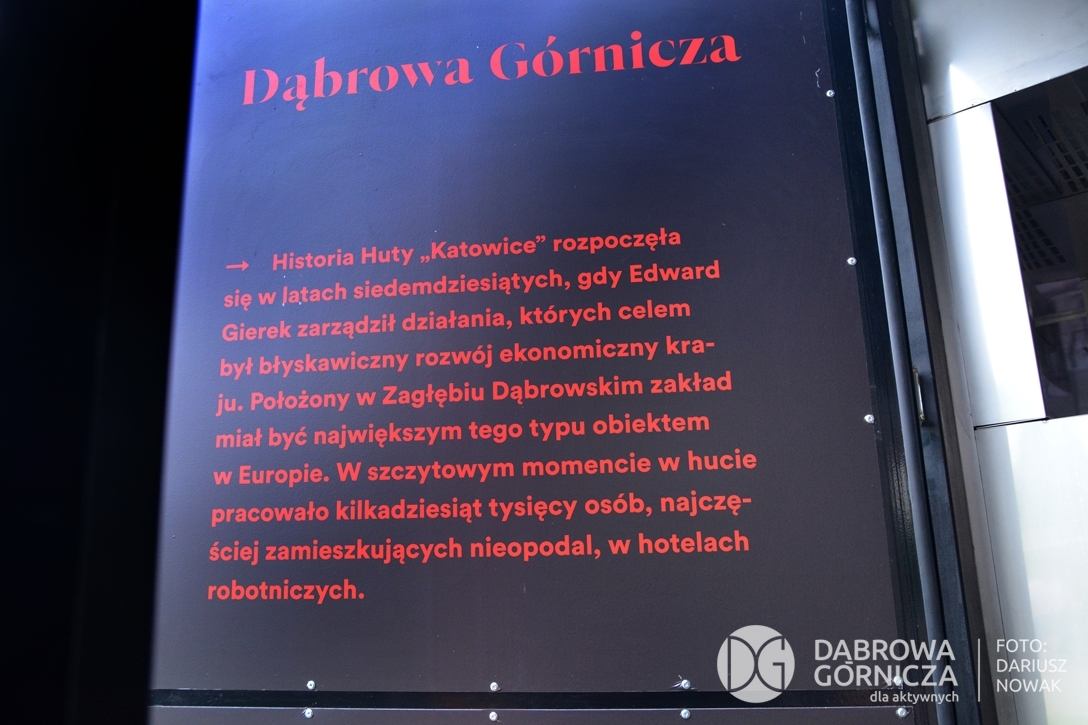 Dąbrowa Górnicza
→ Historia Huty „Katowice” rozpoczęła
się w latach siedemdziesiątych, gdy Edward
Gierek zarządził działania, których celem
był błyskawiczny rozwój ekonomiczny kra-
ju. Położony w Zagłębiu Dąbrowskim zakład
miał być największym tego typu obiektem
w Europie. W szczytowym momencie w hucie
pracowało kilkadziesiąt tysięcy osób, najczę-
ściej zamieszkujących nieopodal, w hotelach
robotniczych.
DG
DĄBROWA
GÓRNICZA
dla aktywnych
FOTO:
DARIUSZ
NOWAK